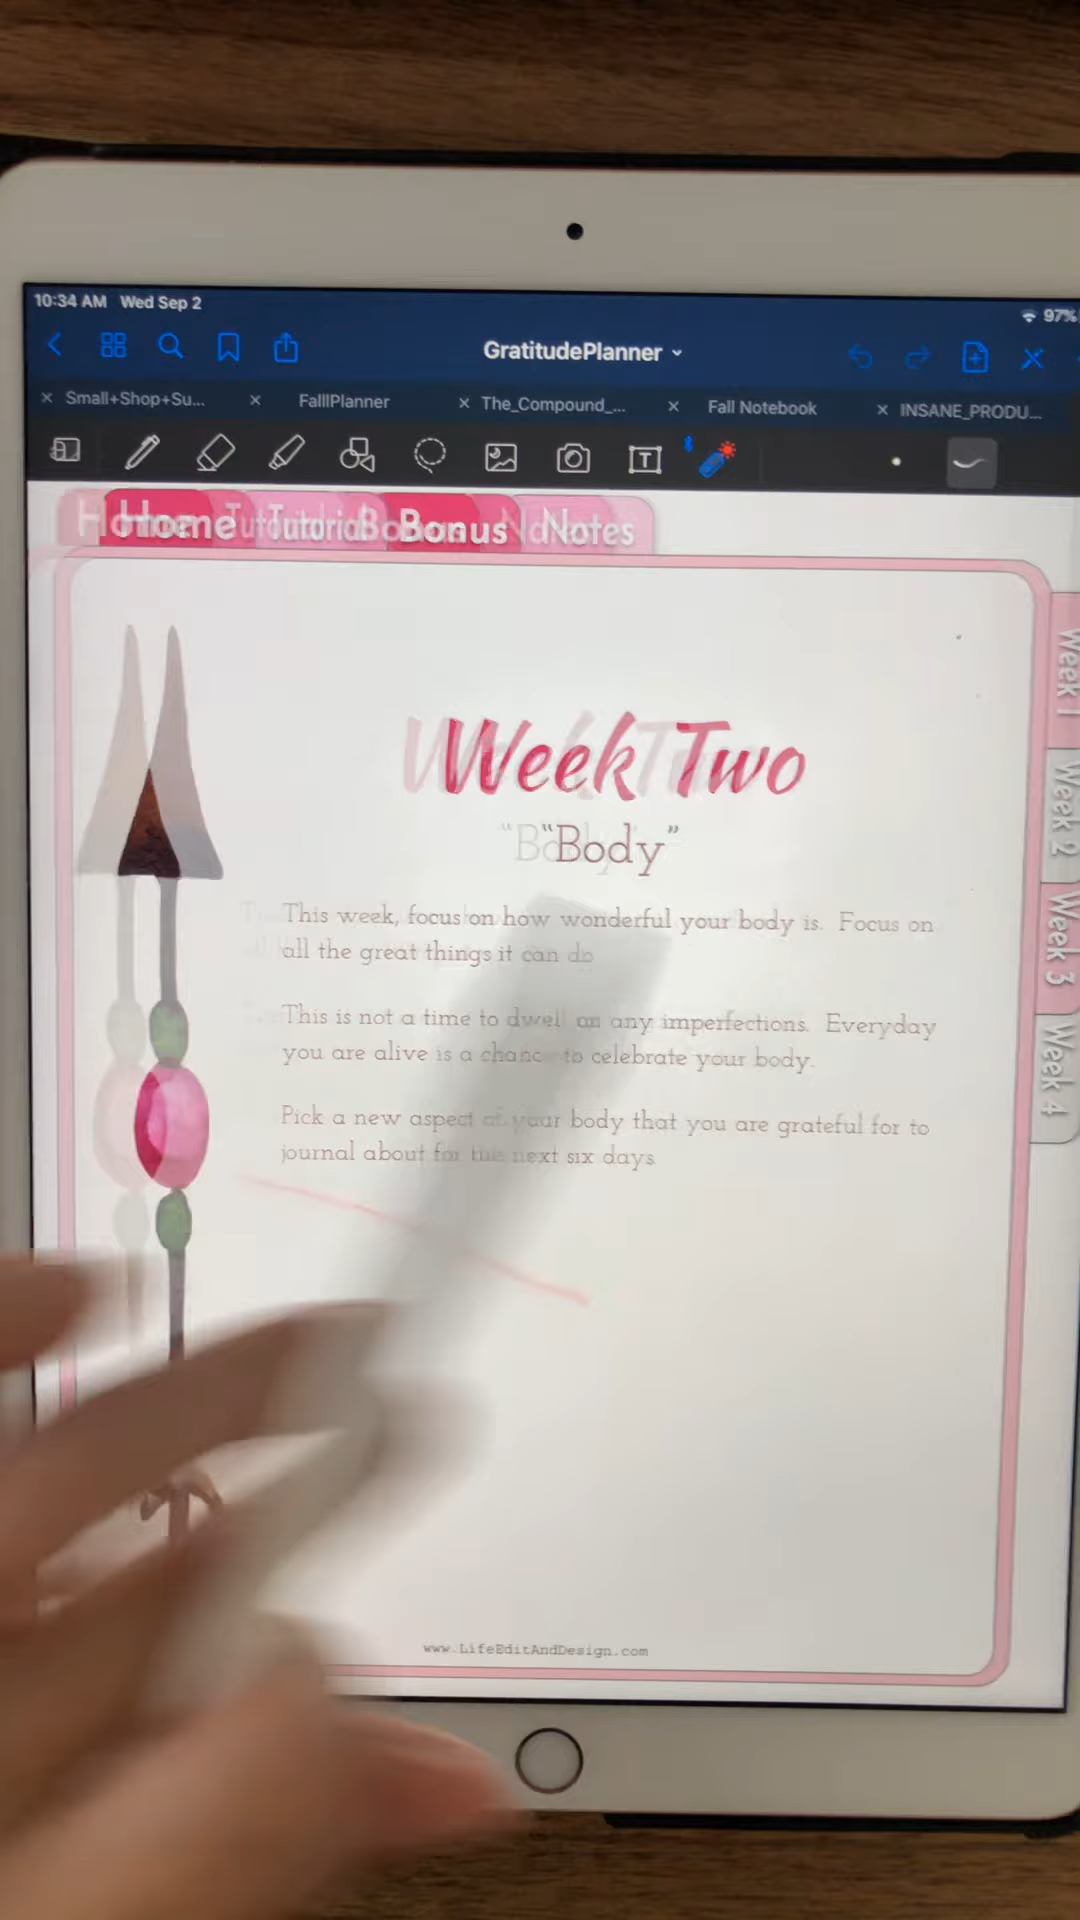 10:34 AM Wed Sep 2
97%
GratitudePlanner
Small+Shop+Su...
FallIPlanner
The_Compound_...
Fall Notebook
INSANE_PRODU...
Home Tutorial Bonus Notes
Week 1
Week Two
Week 2
"Body"
This week, focus on how wonderful your body is. Focus on
all the great things it can do
Week 3
This is not a time to dwell on any imperfections. Everyday
you are alive is a chance to celebrate your body.
Week 4
Pick a new aspect of your body that you are grateful for to
journal about for the next six days
www.LifeEditAndDesign.com